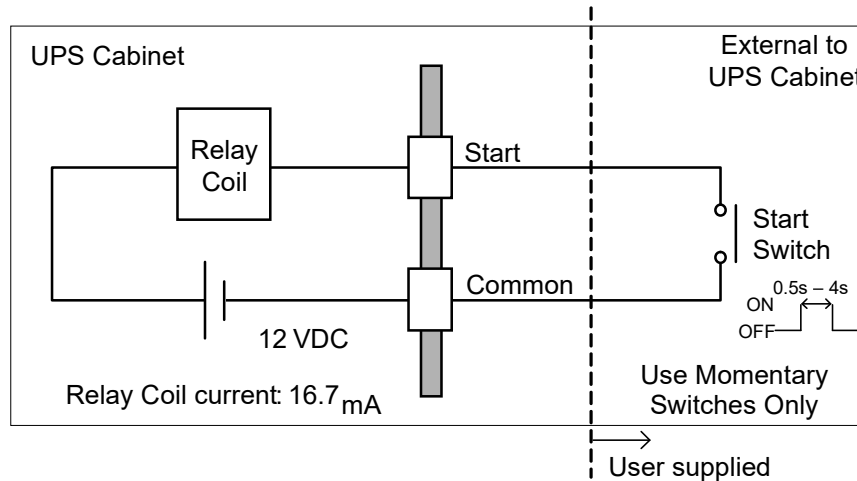 UPS Cabinet
External to
UPS Cabinet
Relay
Coil
Start
Start
Switch
Common
0.5s – 4s
ON
OFF
12 VDC
Relay Coil current: 16.7mA
Use Momentary
Switches Only
User supplied